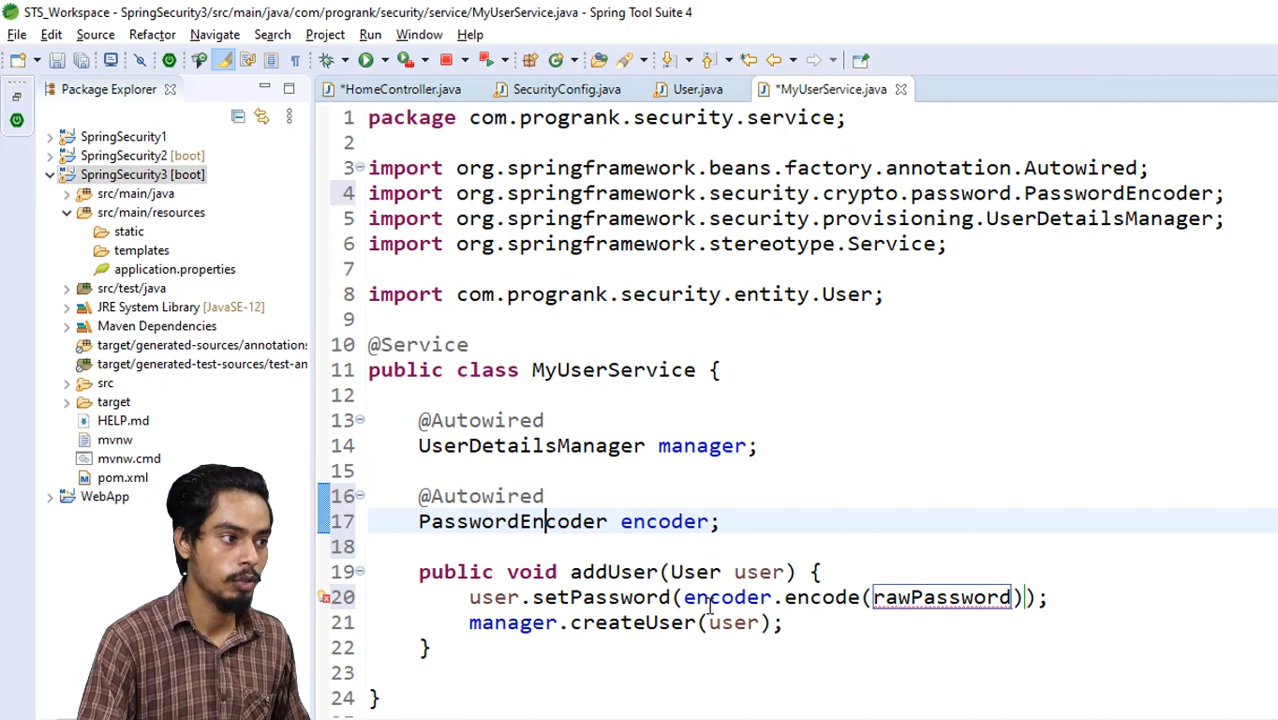 STS_Workspace - SpringSecurity3/src/main/java/com/progrank/security/service/MyUserService.java - Spring Tool Suite 4
File Edit Source Refactor Navigate Search Project Run Window Help
Package Explorer
*HomeController.java SecurityConfig.java User.java *MyUserService.java
SpringSecurity1
SpringSecurity2 [boot]
SpringSecurity3 [boot]
src/main/java
src/main/resources
static
templates
application.properties
src/test/java
JRE System Library [JavaSE-12]
Maven Dependencies
target/generated-sources/annotations
target/generated-test-sources/test-an
src
target
HELP.md
mvnw
mvnw.cmd
pom.xml
WebApp
1 package com.progrank.security.service;
2
3 import org.springframework.beans.factory.annotation.Autowired;
4 import org.springframework.security.crypto.password.PasswordEncoder;
5 import org.springframework.security.provisioning.UserDetailsManager;
6 import org.springframework.stereotype.Service;
7
8 import com.progrank.security.entity.User;
9
10 @Service
11 public class MyUserService {
12
13 @Autowired
14 UserDetailsManager manager;
15
16 @Autowired
17 PasswordEncoder encoder;
18
19 public void addUser(User user) {
20 user.setPassword(encoder.encode(rawPassword));
21 manager.createUser(user);
22 }
23
24 }